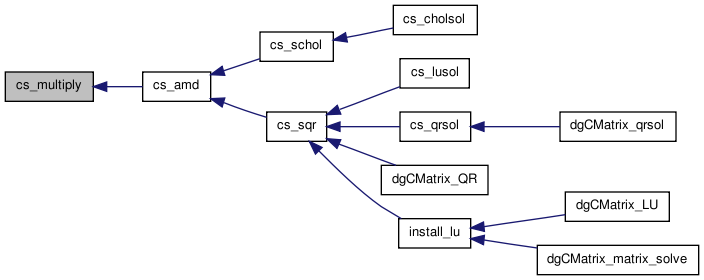 cs_multiply
cs_amd
cs_schol
cs_cholsol
cs_sqr
cs_lusol
cs_qrsol
dgCMatrix_qrsol
dgCMatrix_QR
install_lu
dgCMatrix_LU
dgCMatrix_matrix_solve